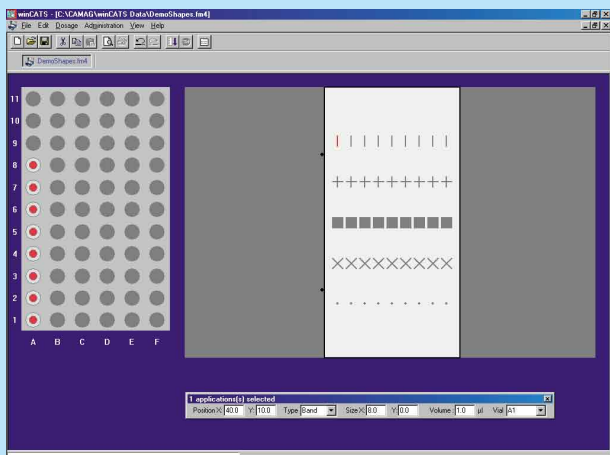 winCATS - [C:\CAMAG\winCATS Data\DemoShapes.fm4]
File Edit Dosage Administration View Help
DemoShapes.fm4
11
10
9
8
7
6
5
4
3
2
1
A B C D E F
1 applications(s) selected
Position X: 40.0 Y: 10.0 Type Band Size X: 8.0 Y: 0.0 Volume 1.0 µl Vial A1